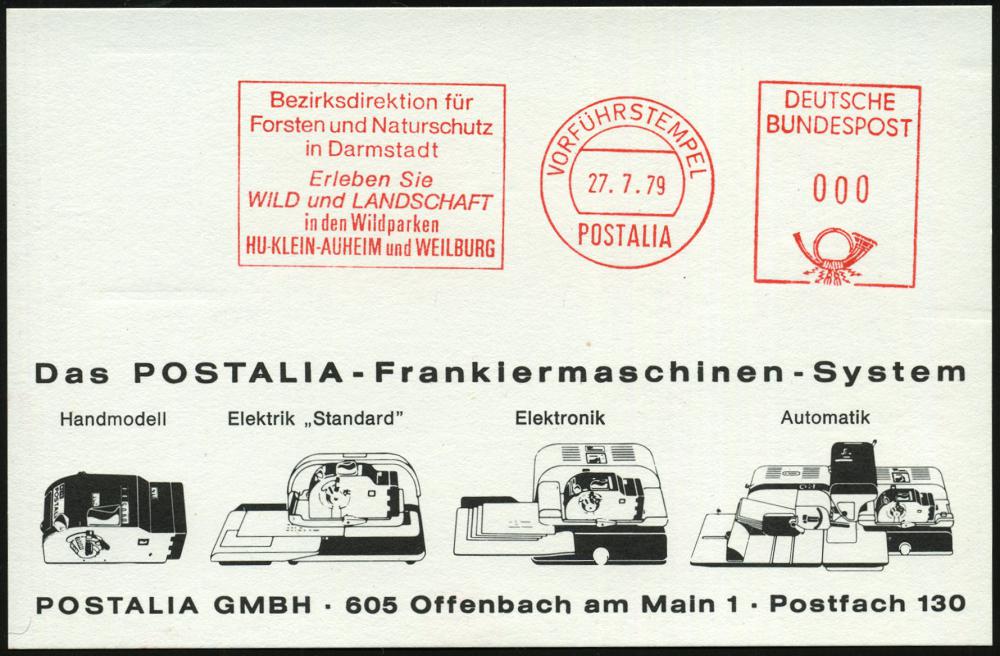 Bezirksdirektion für
Forsten und Naturschutz
in Darmstadt
Erleben Sie
WILD und LANDSCHAFT
in den Wildparken
HU-KLEIN-AUHEIM und WEILBURG
VORFÜHRSTEMPEL
27. 7. 79
POSTALIA
DEUTSCHE
BUNDESPOST
000
Das POSTALIA-Frankiermaschinen-System
Handmodell
Elektrik „Standard"
Elektronik
Automatik
POSTALIA
POSTALIA GMBH · 605 Offenbach am Main 1 · Postfach 130